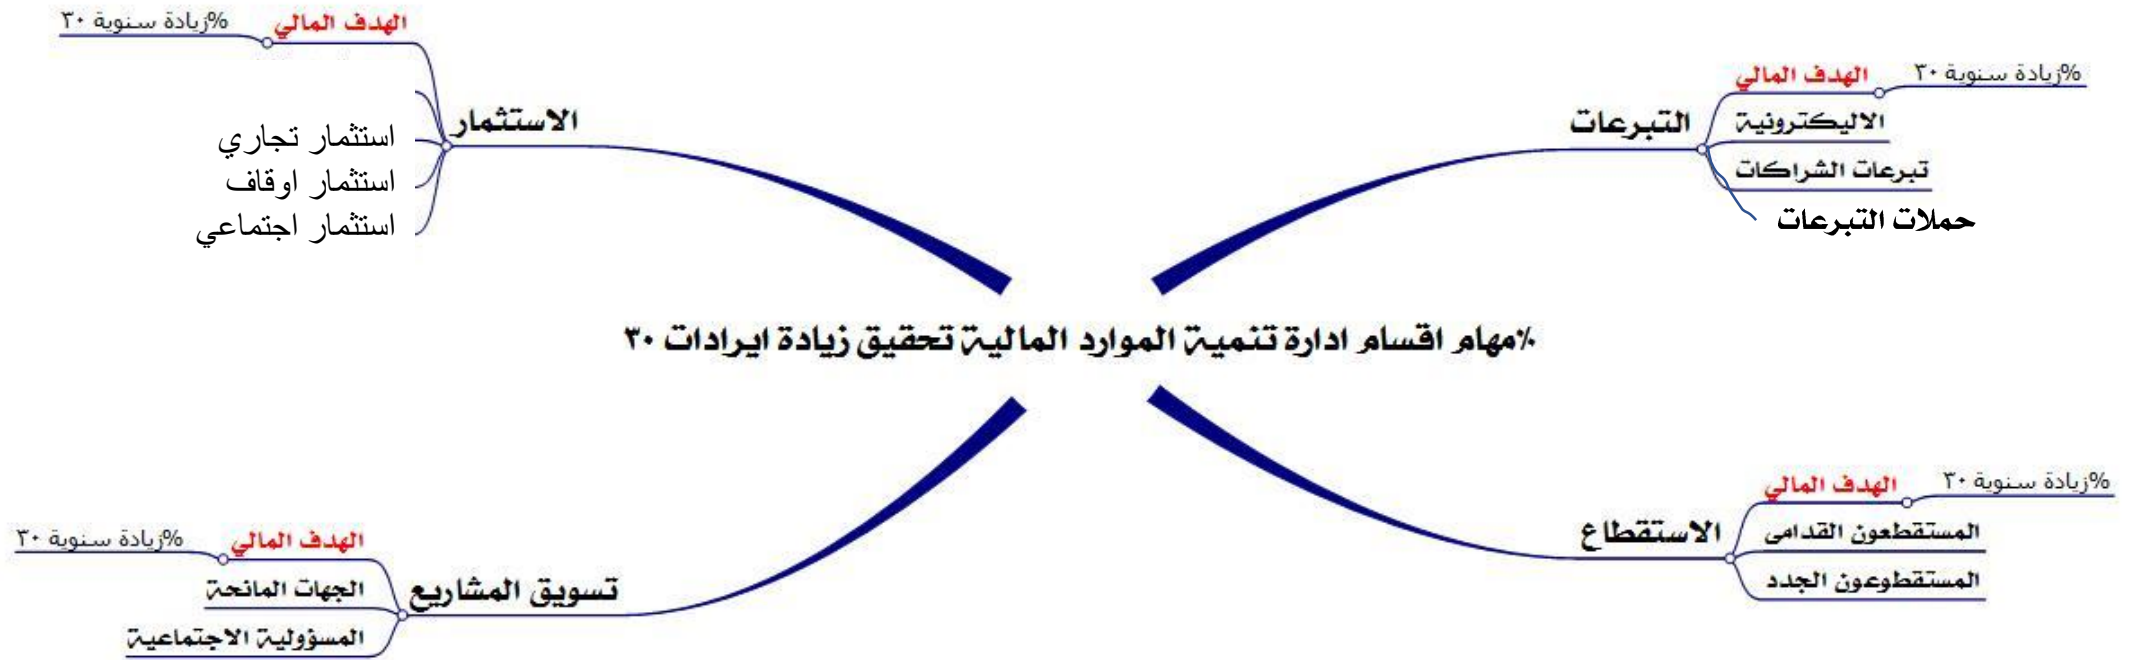 مهام اقسام ادارة تنمية الموارد المالية تحقيق زيادة ايرادات ٣٠%
التبرعات
الهدف المالي
زيادة سنوية ٣٠%
الاليكترونية
تبرعات الشراكات
حملات التبرعات
الاستقطاع
الهدف المالي
زيادة سنوية ٣٠%
المستقطعون القدامى
المستقطوعون الجدد
الاستثمار
الهدف المالي
زيادة سنوية ٣٠%
استثمار تجاري
استثمار اوقاف
استثمار اجتماعي
تسويق المشاريع
الهدف المالي
زيادة سنوية ٣٠%
الجهات المانحة
المسؤولية الاجتماعية